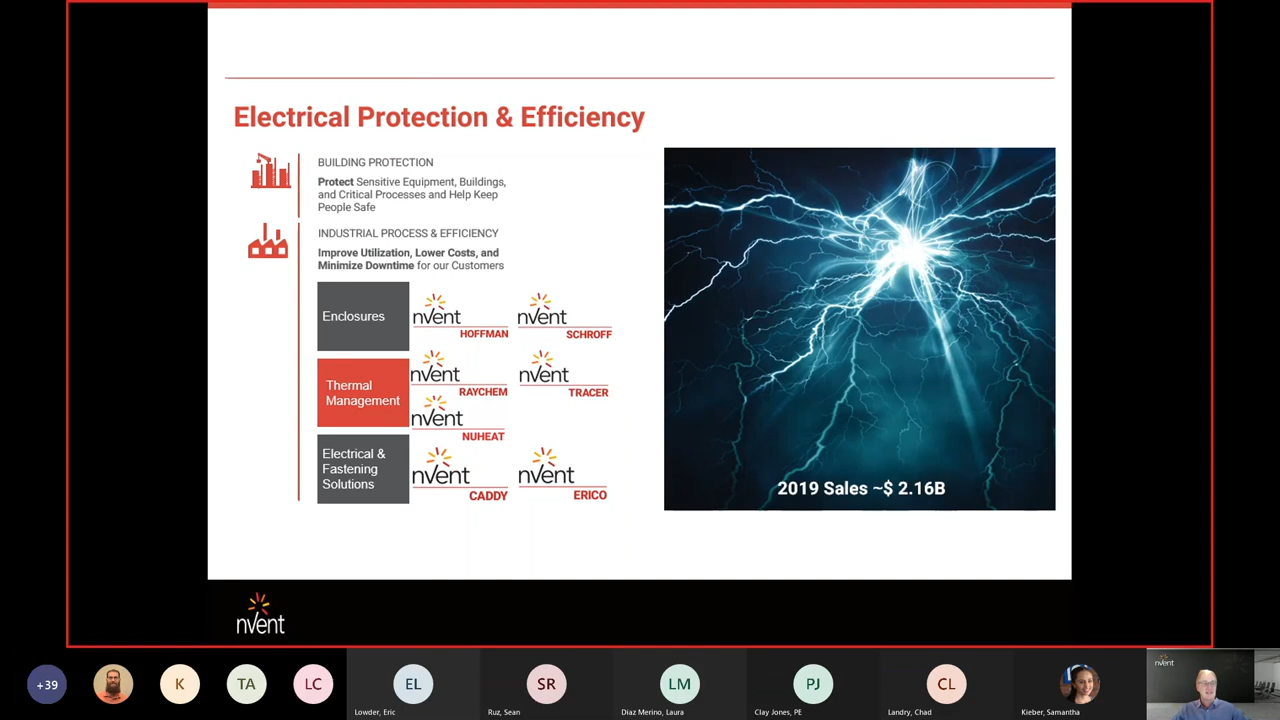 Electrical Protection & Efficiency
BUILDING PROTECTION
Protect Sensitive Equipment, Buildings,
and Critical Processes and Help Keep
People Safe
INDUSTRIAL PROCESS & EFFICIENCY
Improve Utilization, Lower Costs, and
Minimize Downtime for our Customers
Enclosures
nvent
HOFFMAN
nvent
SCHROFF
Thermal
Management
nvent
RAYCHEM
nvent
TRACER
nvent
NUHEAT
Electrical &
Fastening
Solutions
nvent
CADDY
nvent
ERICO
2019 Sales ~$ 2.16B
nvent
+39
K
TA
LC
EL
Lowder, Eric
SR
Ruz, Sean
LM
Diaz Merino, Laura
PJ
Clay Jones, PE
CL
Landry, Chad
Kieber, Samantha
nvent